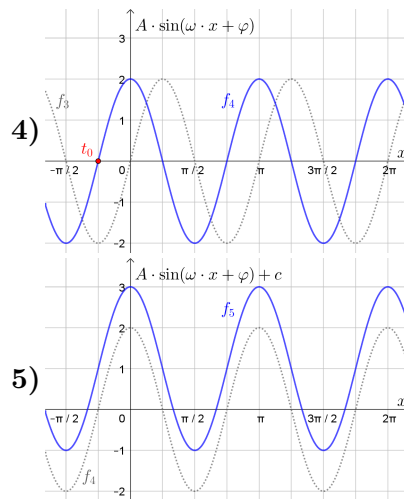 A · sin(ω · x + φ)
3
f₃
2
f₄
1
4)
t₀
x
-π / 2
0
π / 2
π
3π / 2
2π
-1
-2
A · sin(ω · x + φ) + c
3
f₅
2
1
5)
x
-π / 2
0
π / 2
π
3π / 2
2π
-1
f₄
-2